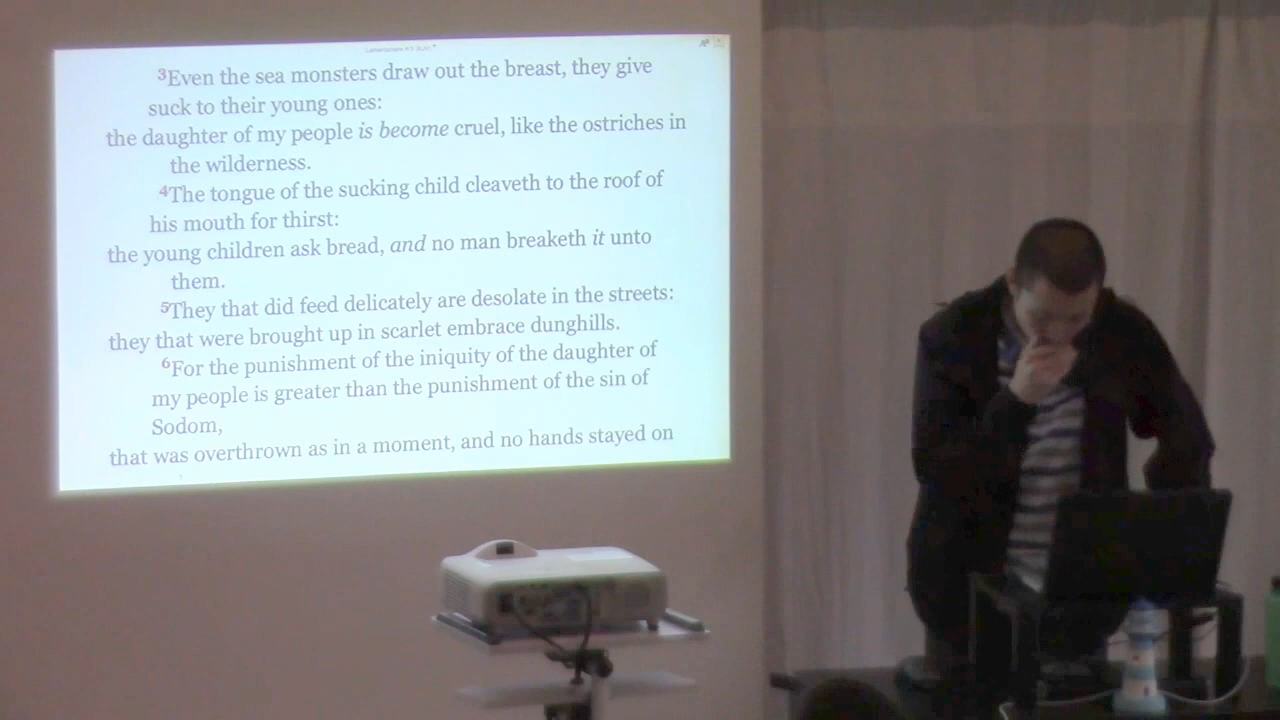 ³Even the sea monsters draw out the breast, they give
suck to their young ones:
the daughter of my people is become cruel, like the ostriches in
the wilderness.
⁴The tongue of the sucking child cleaveth to the roof of
his mouth for thirst:
the young children ask bread, and no man breaketh it unto
them.
⁵They that did feed delicately are desolate in the streets:
they that were brought up in scarlet embrace dunghills.
⁶For the punishment of the iniquity of the daughter of
my people is greater than the punishment of the sin of
Sodom,
that was overthrown as in a moment, and no hands stayed on